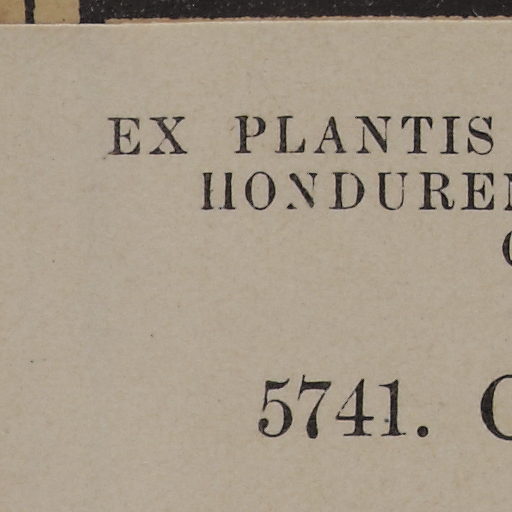 EX PLANTIS
HONDUREN
C
5741. C